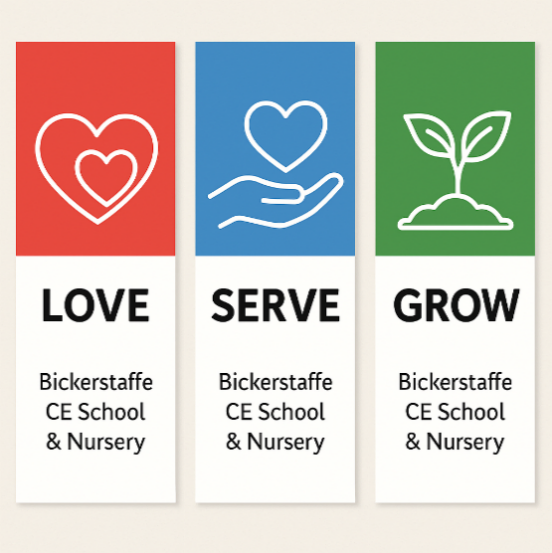 LOVE
Bickerstaffe
CE School
& Nursery
SERVE
Bickerstaffe
CE School
& Nursery
GROW
Bickerstaffe
CE School
& Nursery